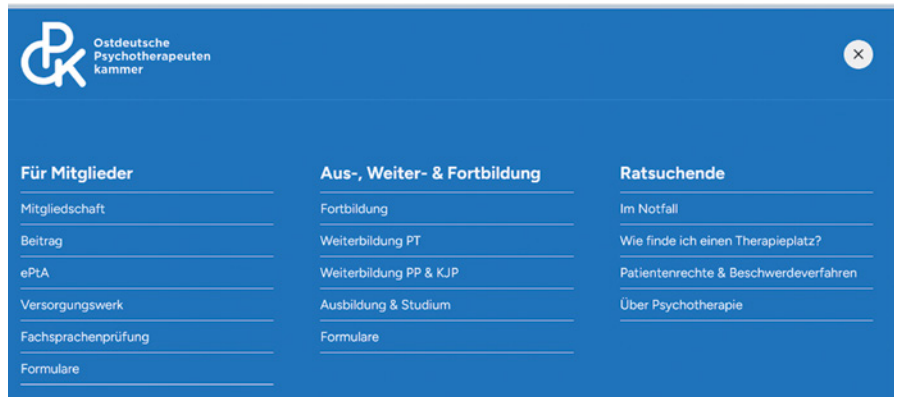 OPK
Ostdeutsche
Psychotherapeuten
kammer
Für Mitglieder
Mitgliedschaft
Beitrag
ePtA
Versorgungswerk
Fachsprachenprüfung
Formulare
Aus-, Weiter- & Fortbildung
Fortbildung
Weiterbildung PT
Weiterbildung PP & KJP
Ausbildung & Studium
Formulare
Ratsuchende
Im Notfall
Wie finde ich einen Therapieplatz?
Patientenrechte & Beschwerdeverfahren
Über Psychotherapie